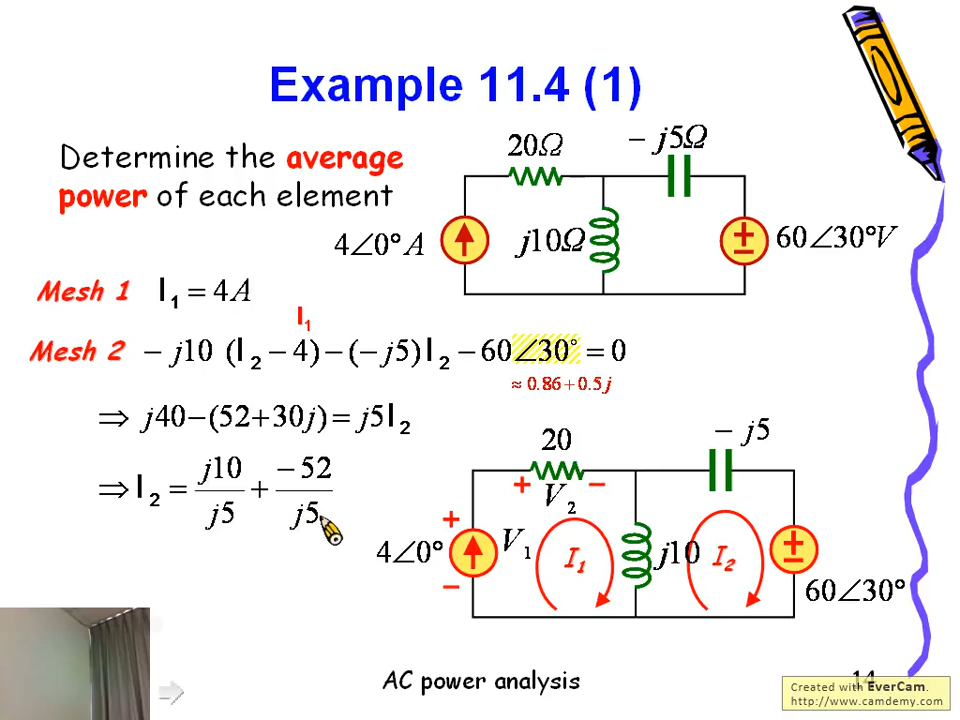 Example 11.4 (1)
Determine the average
power of each element
20Ω
− j5Ω
4∠0° A
j10Ω
60∠30°V
Mesh 1 I₁ = 4A
I₁
Mesh 2 − j10 (I₂ − 4) − (− j5)I₂ − 60∠30° = 0
≈ 0.86 + 0.5 j
⇒ j40 − (52 + 30j) = j5I₂
⇒ I₂ = j10/j5 + −52/j5
20
− j5
+ V₂ −
+
4∠0°
−
V₁
I₁
j10
I₂
60∠30°
AC power analysis
14
Created with EverCam.
http://www.camdemy.com